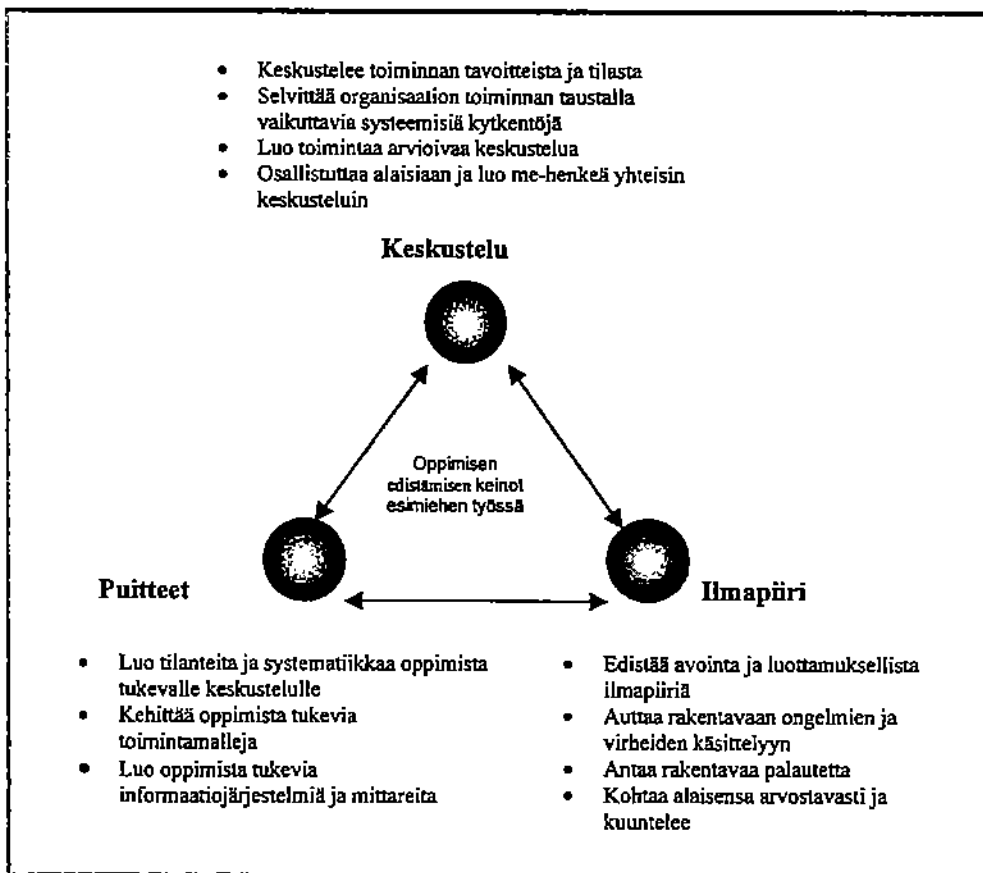 • Keskustelee toiminnan tavoitteista ja tilasta
• Selvittää organisaation toiminnan taustalla
vaikuttavia systeemisiä kytkentöjä
• Luo toimintaa arvioivaa keskustelua
• Osallistuttaa alaisiaan ja luo me-henkeä yhteisin
keskusteluin
Keskustelu
Oppimisen
edistämisen keinot
esimiehen työssä
Puitteet
Ilmapiiri
• Luo tilanteita ja systematiikkaa oppimista
tukevalle keskustelulle
• Kehittää oppimista tukevia
toimintamalleja
• Luo oppimista tukevia
informaatiojärjestelmiä ja mittareita
• Edistää avointa ja luottamuksellista
ilmapiiriä
• Auttaa rakentavaan ongelmien ja
virheiden käsittelyyn
• Antaa rakentavaa palautetta
• Kohtaa alaisensa arvostavasti ja
kuuntelee